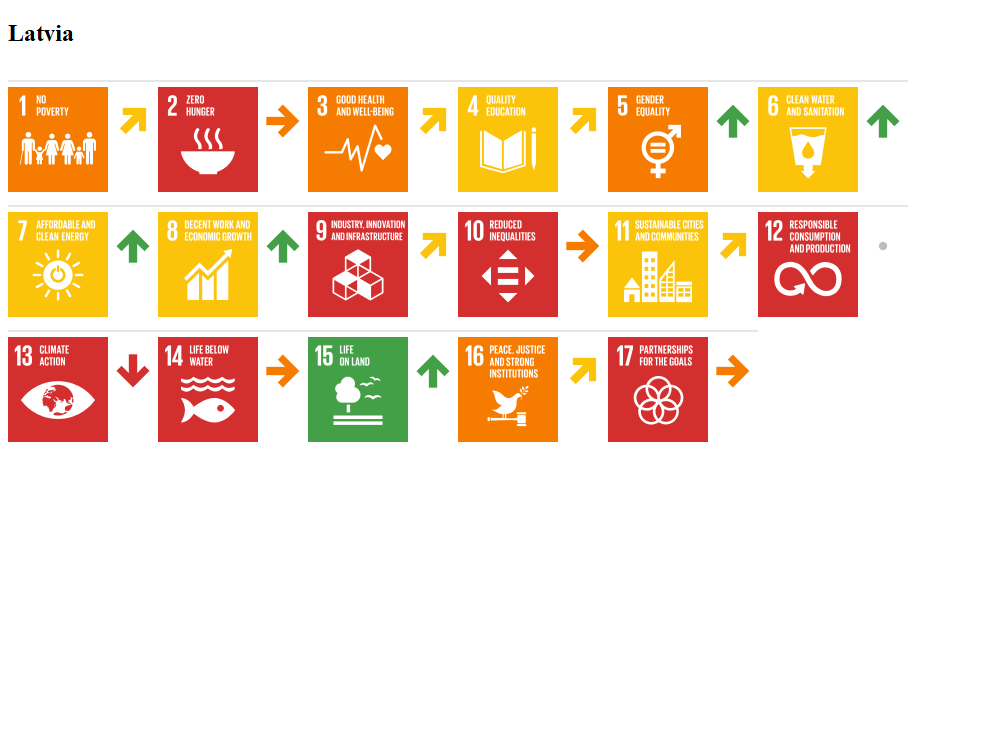 Latvia
1 NO
POVERTY
2 ZERO
HUNGER
3 GOOD HEALTH
AND WELL-BEING
4 QUALITY
EDUCATION
5 GENDER
EQUALITY
6 CLEAN WATER
AND SANITATION
7 AFFORDABLE AND
CLEAN ENERGY
8 DECENT WORK AND
ECONOMIC GROWTH
9 INDUSTRY, INNOVATION
AND INFRASTRUCTURE
10 REDUCED
INEQUALITIES
11 SUSTAINABLE CITIES
AND COMMUNITIES
12 RESPONSIBLE
CONSUMPTION
AND PRODUCTION
13 CLIMATE
ACTION
14 LIFE BELOW
WATER
15 LIFE
ON LAND
16 PEACE, JUSTICE
AND STRONG
INSTITUTIONS
17 PARTNERSHIPS
FOR THE GOALS